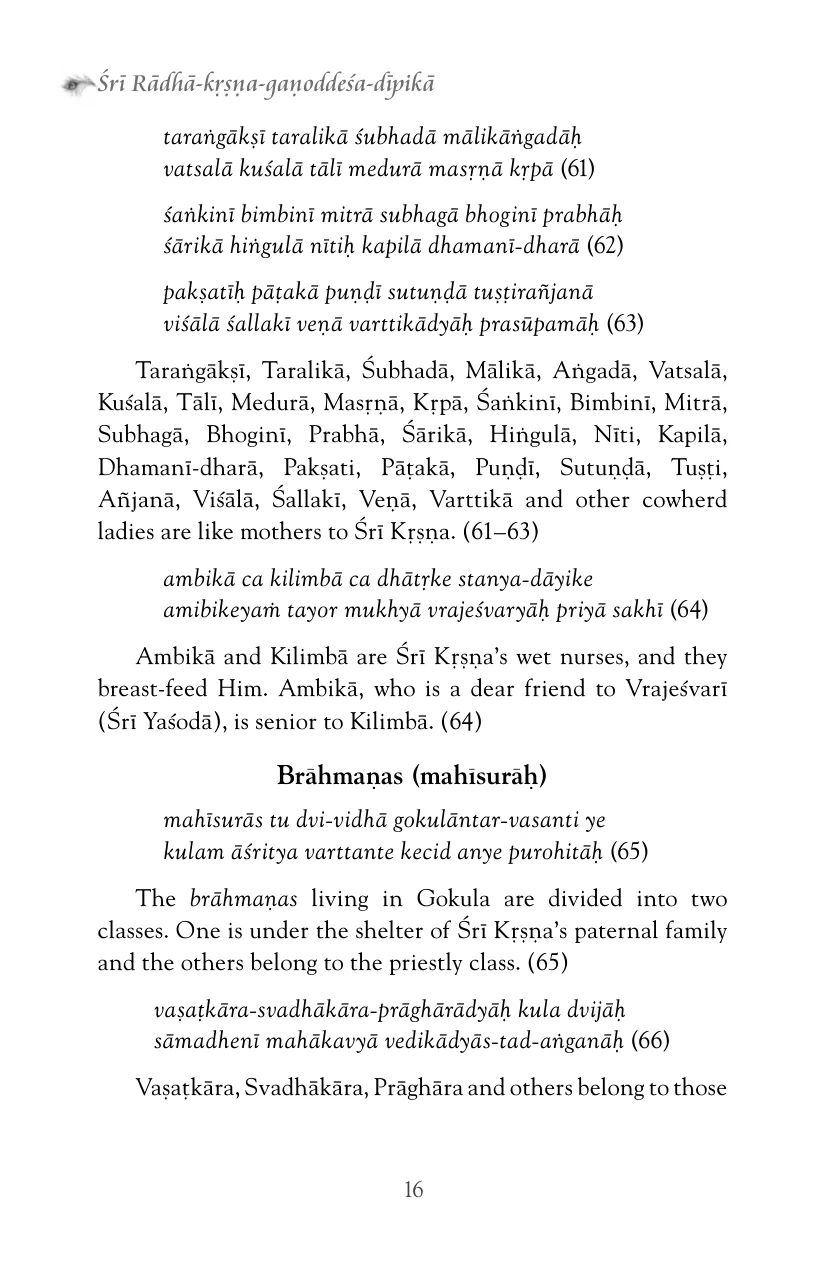 Śrī Rādhā-kṛṣṇa-gaṇoddeśa-dīpikā
taraṅgākṣī taralikā śubhadā mālikāṅgadāḥ
vatsalā kuśalā tālī medurā masṛṇā kṛpā (61)
śaṅkinī bimbinī mitrā subhagā bhoginī prabhāḥ
śārikā hiṅgulā nītiḥ kapilā dhamanī-dharā (62)
pakṣatīḥ pāṭakā puṇḍī sutuṇḍā tuṣṭirañjanā
viśālā śallakī veṇā varttikādyāḥ prasūpamāḥ (63)
Taraṅgākṣī, Taralikā, Śubhadā, Mālikā, Aṅgadā, Vatsalā,
Kuśalā, Tālī, Medurā, Masṛṇā, Kṛpā, Śaṅkinī, Bimbinī, Mitrā,
Subhagā, Bhoginī, Prabhā, Śārikā, Hiṅgulā, Nīti, Kapilā,
Dhamanī-dharā, Pakṣati, Pāṭakā, Puṇḍī, Sutuṇḍā, Tuṣṭi,
Añjanā, Viśālā, Śallakī, Veṇā, Varttikā and other cowherd
ladies are like mothers to Śrī Kṛṣṇa. (61–63)
ambikā ca kilimbā ca dhātṛke stanya-dāyike
amibikeyaṁ tayor mukhyā vrajeśvaryāḥ priyā sakhī (64)
Ambikā and Kilimbā are Śrī Kṛṣṇa’s wet nurses, and they
breast-feed Him. Ambikā, who is a dear friend to Vrajeśvarī
(Śrī Yaśodā), is senior to Kilimbā. (64)
Brāhmaṇas (mahīsurāḥ)
mahīsurās tu dvi-vidhā gokulāntar-vasanti ye
kulam āśritya varttante kecid anye purohitāḥ (65)
The brāhmaṇas living in Gokula are divided into two
classes. One is under the shelter of Śrī Kṛṣṇa’s paternal family
and the others belong to the priestly class. (65)
vaṣaṭkāra-svadhākāra-prāghārādyāḥ kula dvijāḥ
sāmadhenī mahākavyā vedikādyās-tad-aṅganāḥ (66)
Vaṣaṭkāra, Svadhākāra, Prāghāra and others belong to those
16